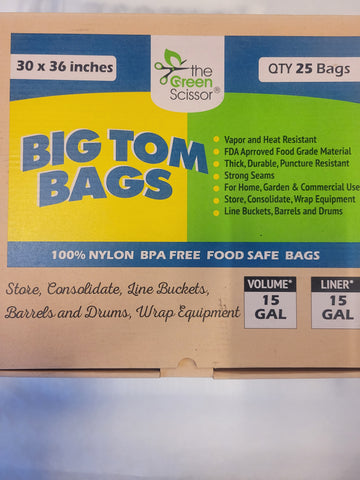 30 x 36 inches
the
Green
Scissor®
QTY 25 Bags
BIG TOM
BAGS
Vapor and Heat Resistant
FDA Aproved Food Grade Material
Thick, Durable, Puncture Resistant
Strong Seams
For Home, Garden & Commercial Use
Store, Consolidate, Wrap Equipment
Line Buckets, Barrels and Drums
100% NYLON BPA FREE FOOD SAFE BAGS
Store, Consolidate, Line Buckets,
Barrels and Drums, Wrap Equipment
VOLUME*
15
GAL
LINER*
15
GAL